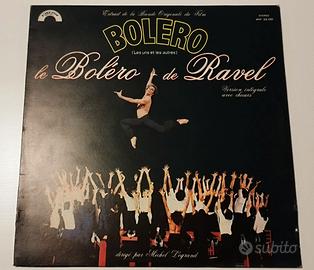 Extrait de la Bande Originale du Film
BOLERO
(Les uns et les autres)
le Boléro de Ravel
Version intégrale
avec chœurs
dirigé par Michel Legrand
subito